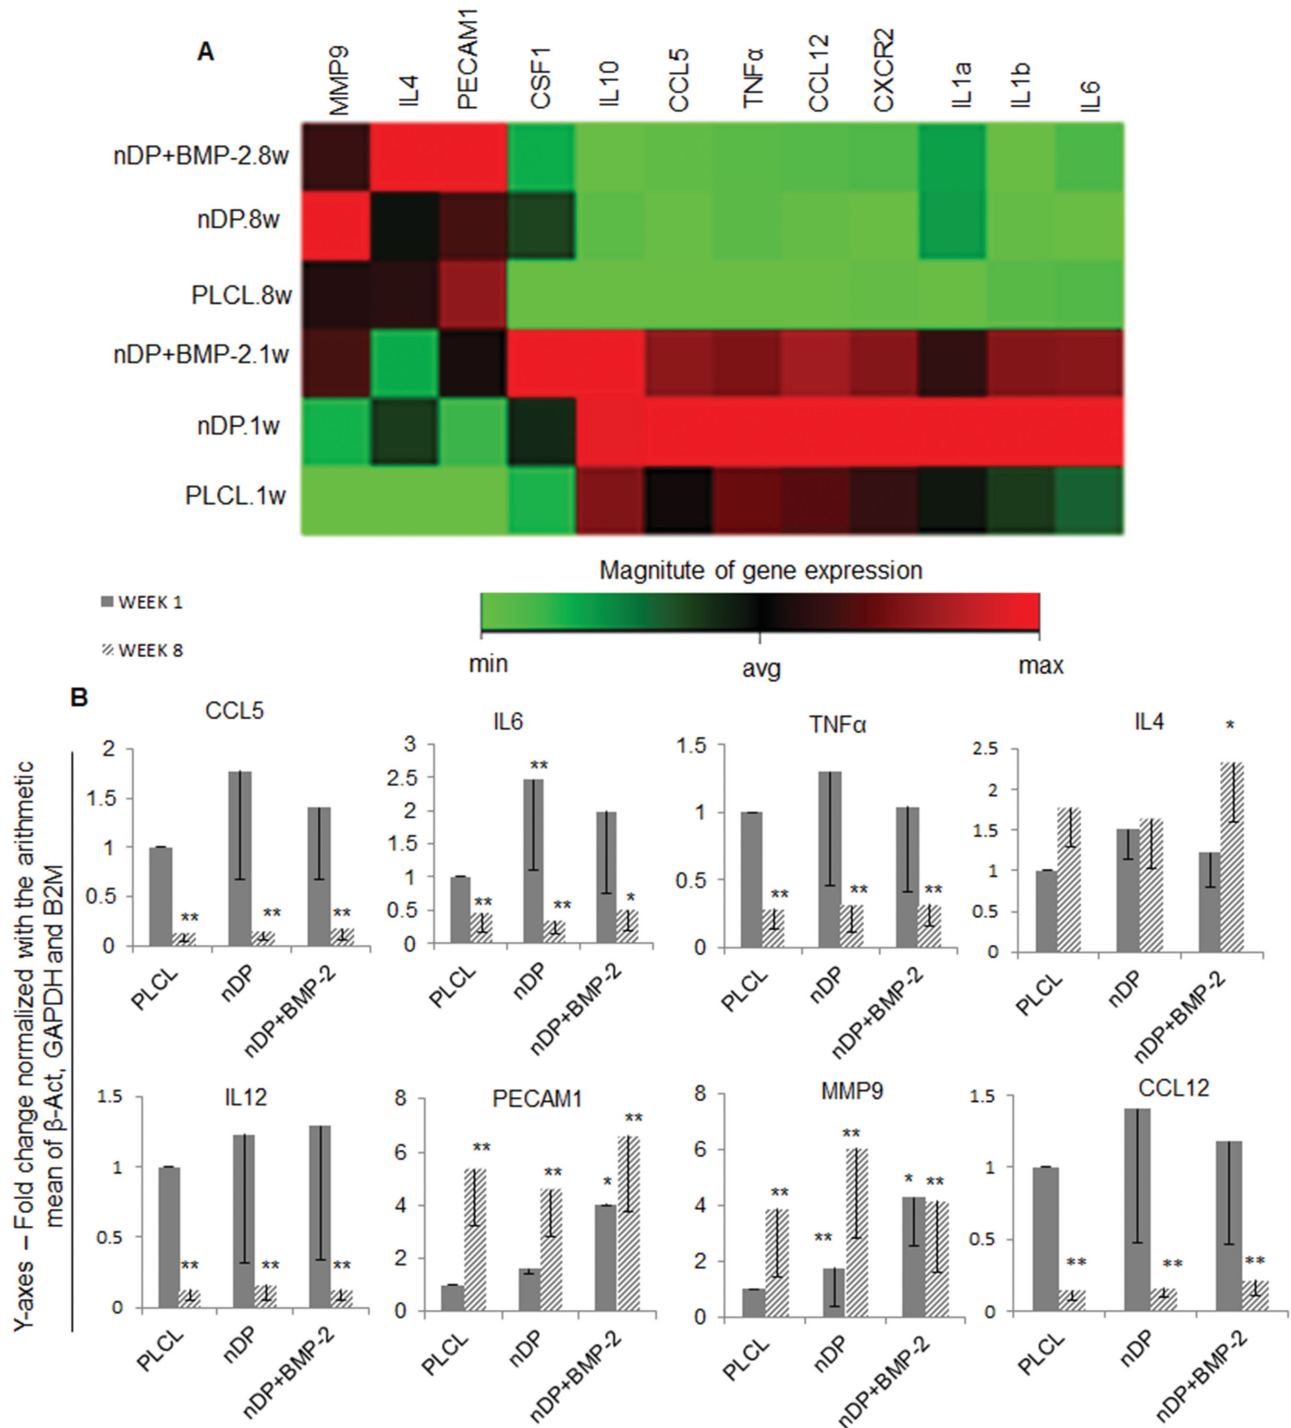 A
MMP9
IL4
PECAM1
CSF1
IL10
CCL5
TNFα
CCL12
CXCR2
IL1a
IL1b
IL6
nDP+BMP-2.8w
nDP.8w
PLCL.8w
nDP+BMP-2.1w
nDP.1w
PLCL.1w
Magnitute of gene expression
min
avg
max
WEEK 1
WEEK 8
B
Y-axes – Fold change normalized with the arithmetic
mean of β-Act, GAPDH and B2M
CCL5
2
1.5
1
0.5
0
**
**
**
PLCL
nDP
nDP+BMP-2
IL6
3
2.5
2
1.5
1
0.5
0
**
**
**
*
PLCL
nDP
nDP+BMP-2
TNFα
1.5
1
0.5
0
**
**
**
PLCL
nDP
nDP+BMP-2
IL4
2.5
2
1.5
1
0.5
0
*
PLCL
nDP
nDP+BMP-2
IL12
1.5
1
0.5
0
**
**
**
PLCL
nDP
nDP+BMP-2
PECAM1
8
6
4
2
0
**
**
*
**
PLCL
nDP
nDP+BMP-2
MMP9
8
6
4
2
0
**
**
**
*
**
PLCL
nDP
nDP+BMP-2
CCL12
1.5
1
0.5
0
**
**
**
PLCL
nDP
nDP+BMP-2